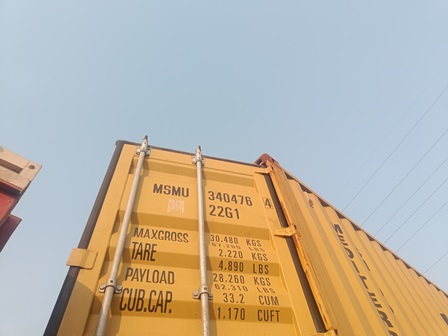 MSMU 340476 4
22G1
MAXGROSS 30.480 KGS
67.200 LBS
TARE 2.220 KGS
4.890 LBS
PAYLOAD 28.260 KGS
62.310 LBS
CUB.CAP. 33.2 CUM
1,170 CUFT